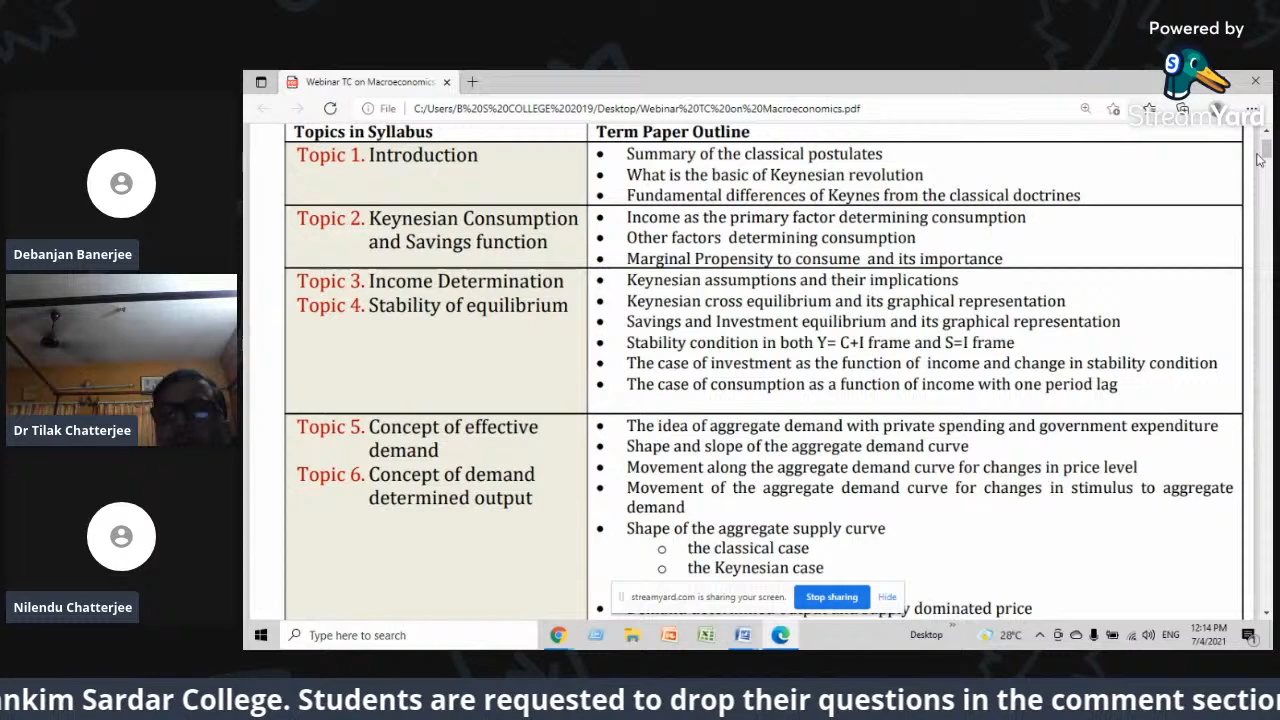 Powered by
StreamYard
Webinar TC on Macroeconomics
File
C:/Users/B%20S%20COLLEGE%202019/Desktop/Webinar%20TC%20on%20Macroeconomics.pdf
Topics in Syllabus
Term Paper Outline
Topic 1. Introduction
• Summary of the classical postulates
• What is the basic of Keynesian revolution
• Fundamental differences of Keynes from the classical doctrines
Topic 2. Keynesian Consumption
and Savings function
• Income as the primary factor determining consumption
• Other factors determining consumption
• Marginal Propensity to consume and its importance
Topic 3. Income Determination
Topic 4. Stability of equilibrium
• Keynesian assumptions and their implications
• Keynesian cross equilibrium and its graphical representation
• Savings and Investment equilibrium and its graphical representation
• Stability condition in both Y= C+I frame and S=I frame
• The case of investment as the function of income and change in stability condition
• The case of consumption as a function of income with one period lag
Topic 5. Concept of effective
demand
Topic 6. Concept of demand
determined output
• The idea of aggregate demand with private spending and government expenditure
• Shape and slope of the aggregate demand curve
• Movement along the aggregate demand curve for changes in price level
• Movement of the aggregate demand curve for changes in stimulus to aggregate
demand
• Shape of the aggregate supply curve
o the classical case
o the Keynesian case
dominated price
streamyard.com is sharing your screen.
Stop sharing
Hide
Debanjan Banerjee
Dr Tilak Chatterjee
Nilendu Chatterjee
Type here to search
Desktop
28°C
ENG
12:14 PM
7/4/2021
ankim Sardar College. Students are requested to drop their questions in the comment sectio